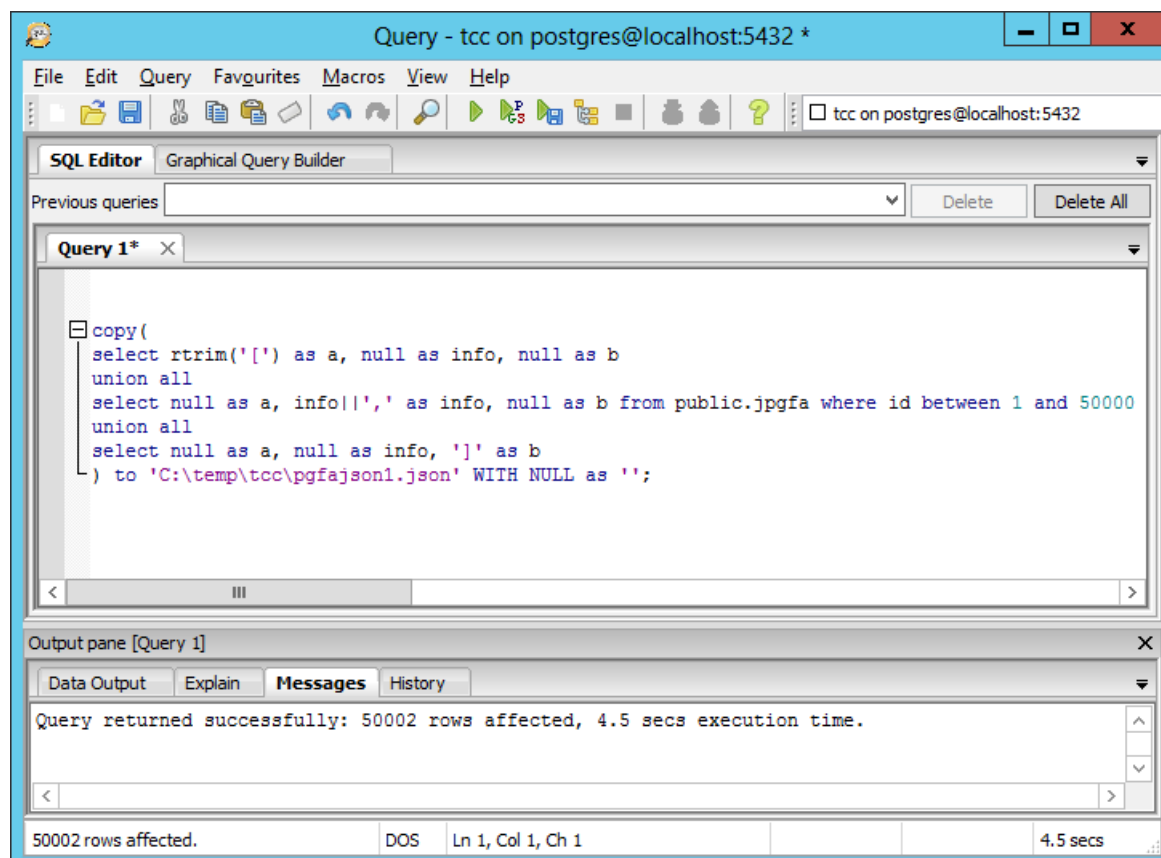 Query - tcc on postgres@localhost:5432 *
File Edit Query Favourites Macros View Help
tcc on postgres@localhost:5432
SQL Editor Graphical Query Builder
Previous queries Delete Delete All
Query 1*
copy(
select rtrim('[') as a, null as info, null as b
union all
select null as a, info||',' as info, null as b from public.jpgfa where id between 1 and 50000
union all
select null as a, null as info, ']' as b
) to 'C:\temp\tcc\pgfajson1.json' WITH NULL as '';
Output pane [Query 1]
Data Output Explain Messages History
Query returned successfully: 50002 rows affected, 4.5 secs execution time.
50002 rows affected. DOS Ln 1, Col 1, Ch 1 4.5 secs